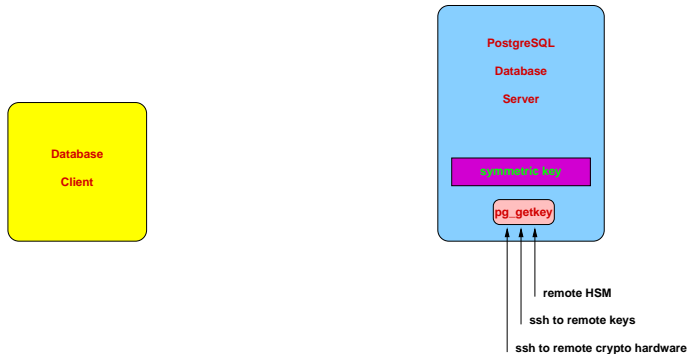 PostgreSQL
Database
Server
Database
Client
symmetric key
pg_getkey
remote HSM
ssh to remote keys
ssh to remote crypto hardware